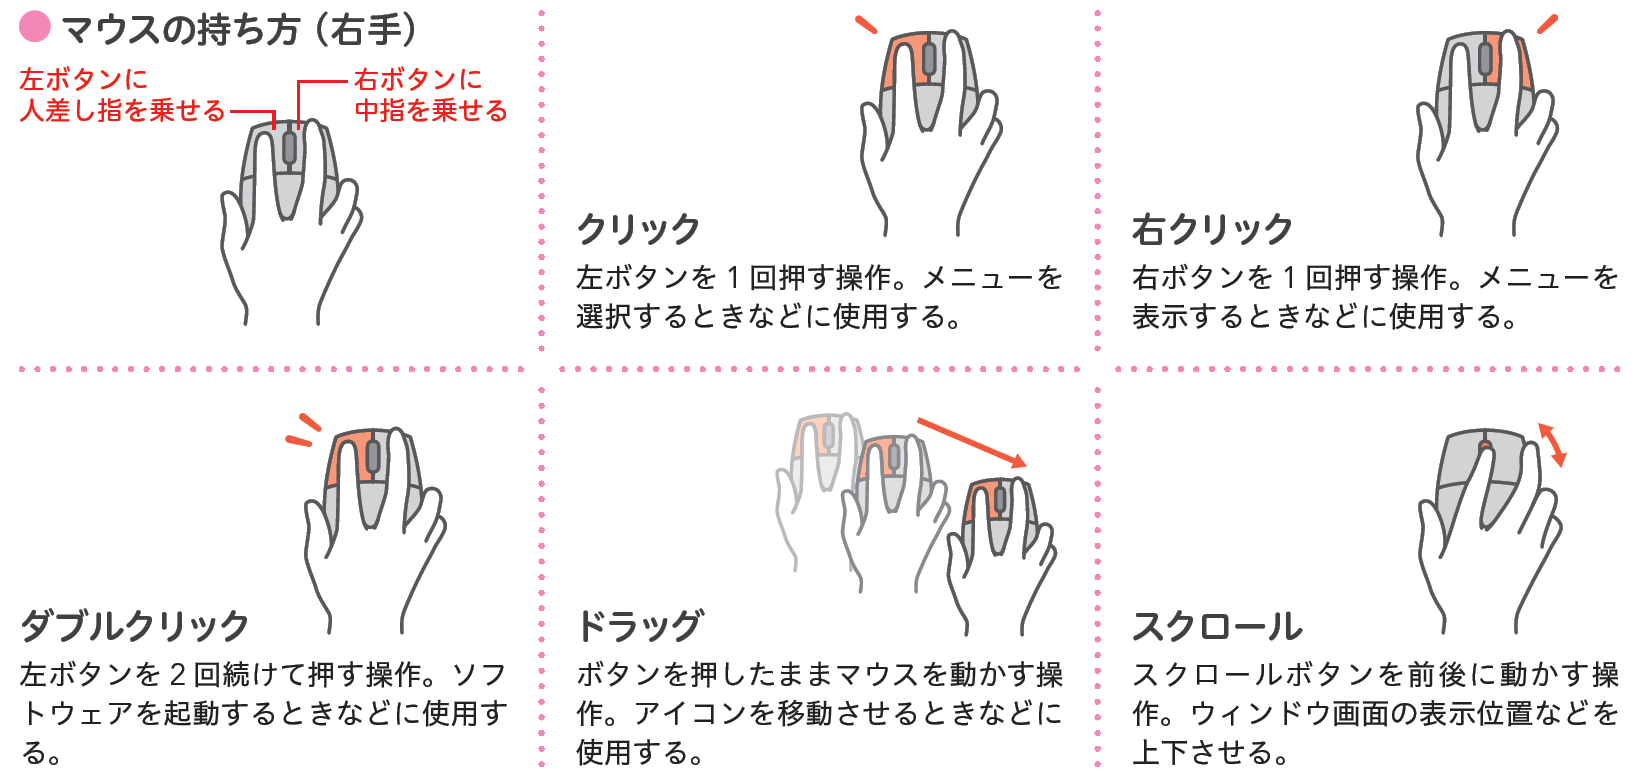 マウスの持ち方（右手）
左ボタンに
人差し指を乗せる
右ボタンに
中指を乗せる
クリック
左ボタンを1回押す操作。メニューを
選択するときなどに使用する。
右クリック
右ボタンを1回押す操作。メニューを
表示するときなどに使用する。
ダブルクリック
左ボタンを2回続けて押す操作。ソフ
トウェアを起動するときなどに使用す
る。
ドラッグ
ボタンを押したままマウスを動かす操
作。アイコンを移動させるときなどに
使用する。
スクロール
スクロールボタンを前後に動かす操
作。ウィンドウ画面の表示位置などを
上下させる。